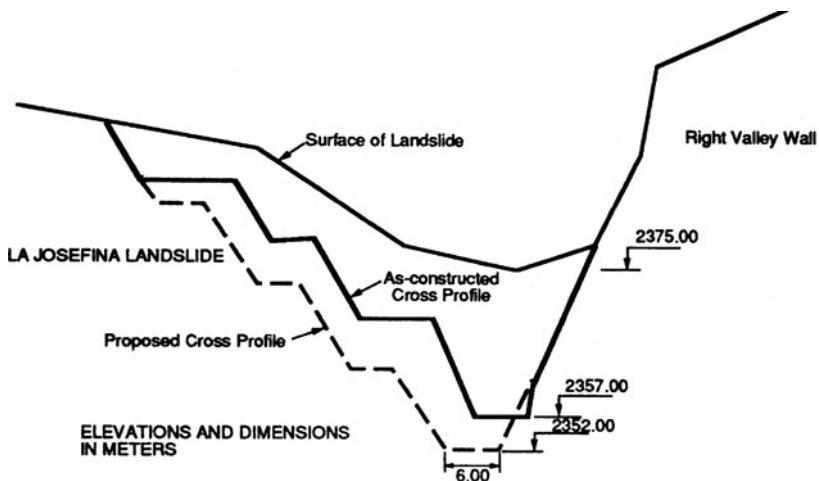 Surface of Landslide
Right Valley Wall
2375.00
LA JOSEFINA LANDSLIDE
As-constructed
Cross Profile
Proposed Cross Profile
2357.00
2352.00
ELEVATIONS AND DIMENSIONS
IN METERS
6.00